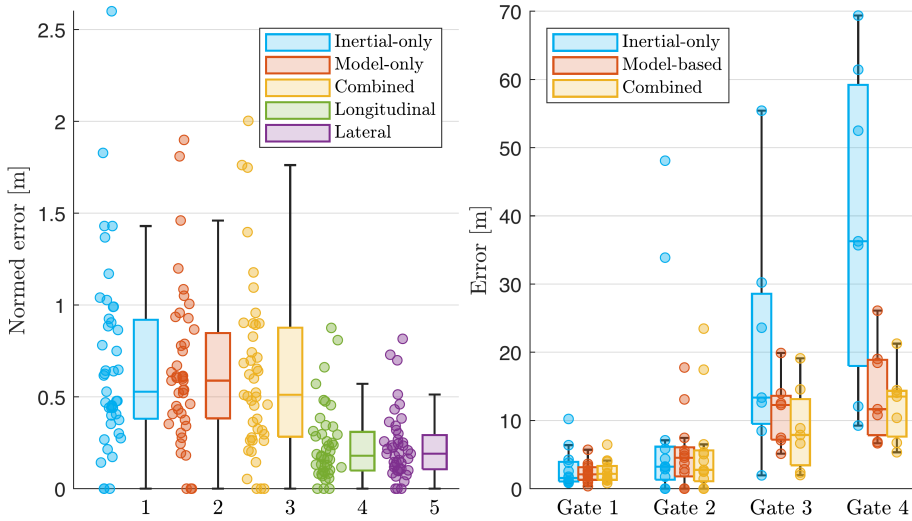 2.5
2
1.5
1
0.5
0
Normed error [m]
Inertial-only
Model-only
Combined
Longitudinal
Lateral
1
2
3
4
5
70
60
50
40
30
20
10
0
Error [m]
Inertial-only
Model-based
Combined
Gate 1
Gate 2
Gate 3
Gate 4